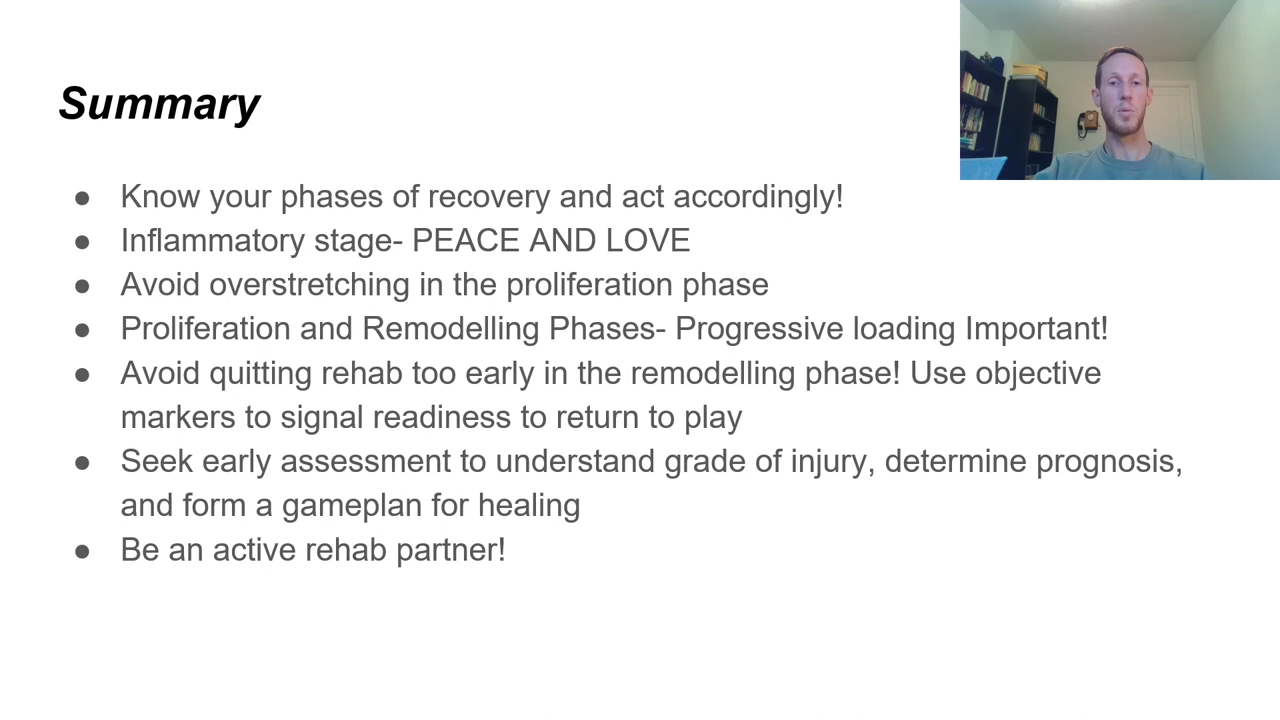 Summary
● Know your phases of recovery and act accordingly!
● Inflammatory stage- PEACE AND LOVE
● Avoid overstretching in the proliferation phase
● Proliferation and Remodelling Phases- Progressive loading Important!
● Avoid quitting rehab too early in the remodelling phase! Use objective
markers to signal readiness to return to play
● Seek early assessment to understand grade of injury, determine prognosis,
and form a gameplan for healing
● Be an active rehab partner!